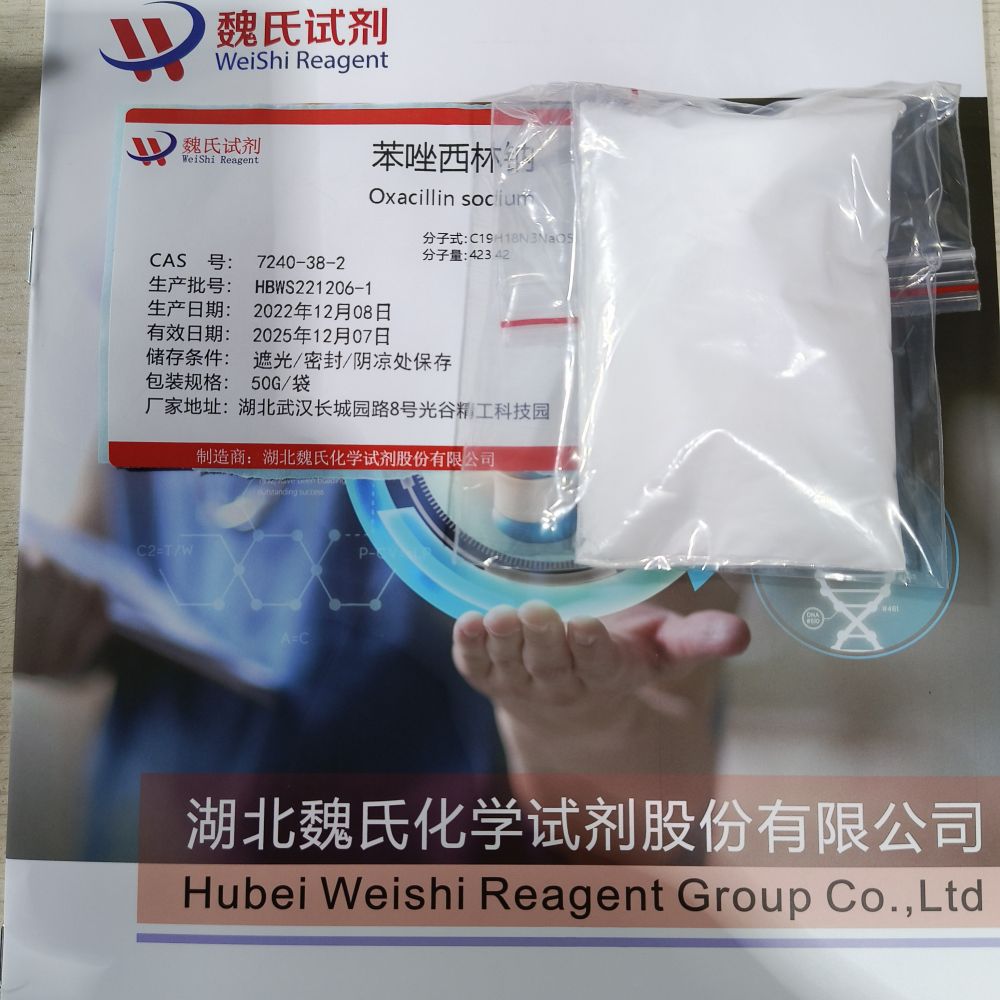 魏氏试剂
WeiShi Reagent
魏氏试剂
WeiShi Reagent
苯唑西林钠
Oxacillin sodium
分子式:C19H18N3NaO5
分子量:423.42
CAS 号: 7240-38-2
生产批号: HBWS221206-1
生产日期: 2022年12月08日
有效日期: 2025年12月07日
储存条件: 遮光/密封/阴凉处保存
包装规格: 50G/袋
厂家地址: 湖北武汉长城园路8号光谷精工科技园
制造商: 湖北魏氏化学试剂股份有限公司
outstanding success
C2=T/W
A=C
DNA
W461
湖北魏氏化学试剂股份有限公司
Hubei Weishi Reagent Group Co.,Ltd